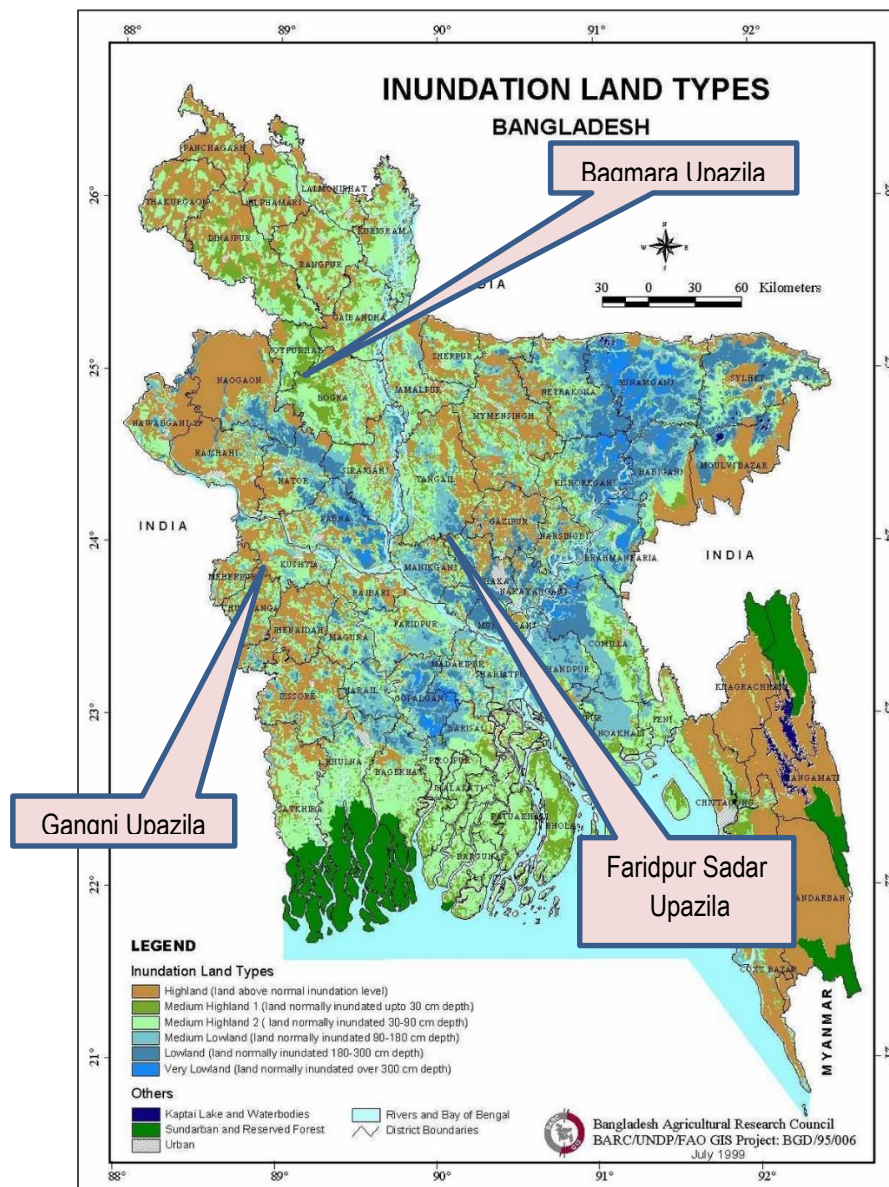 88°
89°
90°
91°
92°
INUNDATION LAND TYPES
BANGLADESH
Bagmara Upazila
26°
PANCHAGARH
LALMONIRHAT
THAKURGAON
NILPHAMARI
KURIGRAM
DINAJPUR
RANGPUR
30 0 30 60 Kilometers
GAIBANDHA
25°
SHERPUR
NAOGAON
BOGRA
JAMALPUR
NETRAKONA
SUNAMGANJ
SYLHET
MYMENSINGH
RAJSHAHI
MOULVIBAZAR
HABIGANJ
NATOR
SIRAJGANJ
TANGAIL
KISHOREGANJ
INDIA
PABNA
GAZIPUR
NARSINGDI
24°
INDIA
BRAHMANBARIA
KUSHTIA
MANIKGANJ
MEHERPUR
DHAKA
NARAYANGANJ
RAJBARI
FARIDPUR
JHENAIDAH
MAGURA
COMILLA
MADARIPUR
SHARIATPUR
CHANDPUR
KHAGRACHHARI
23°
JESSORE
NARAIL
GOPALGANJ
BARISAL
NOAKHALI
FENI
KHULNA
BAGERHAT
PIROJPUR
JHALAKATI
RANGAMATI
SATKHIRA
PATUAKHALI
BHOLA
CHITTAGONG
Gangni Upazila
BARGUNA
Faridpur Sadar
Upazila
22°
BANDARBAN
LEGEND
COXZ BAZAR
Inundation Land Types
Highland (land above normal inundation level)
Medium Highland 1 (land normally inundated upto 30 cm depth)
Medium Highland 2 ( land normally inundated 30-90 cm depth)
Medium Lowland (land normally inundated 90-180 cm depth)
Lowland (land normally inundated 180-300 cm depth)
Very Lowland (land normally inundated over 300 cm depth)
MYANMAR
21°
Others
Kaptai Lake and Waterbodies
Rivers and Bay of Bengal
Sundarban and Reserved Forest
District Boundaries
Urban
Bangladesh Agricultural Research Council
BARC/UNDP/FAO GIS Project: BGD/95/006
July 1999
88°
89°
90°
91°
92°